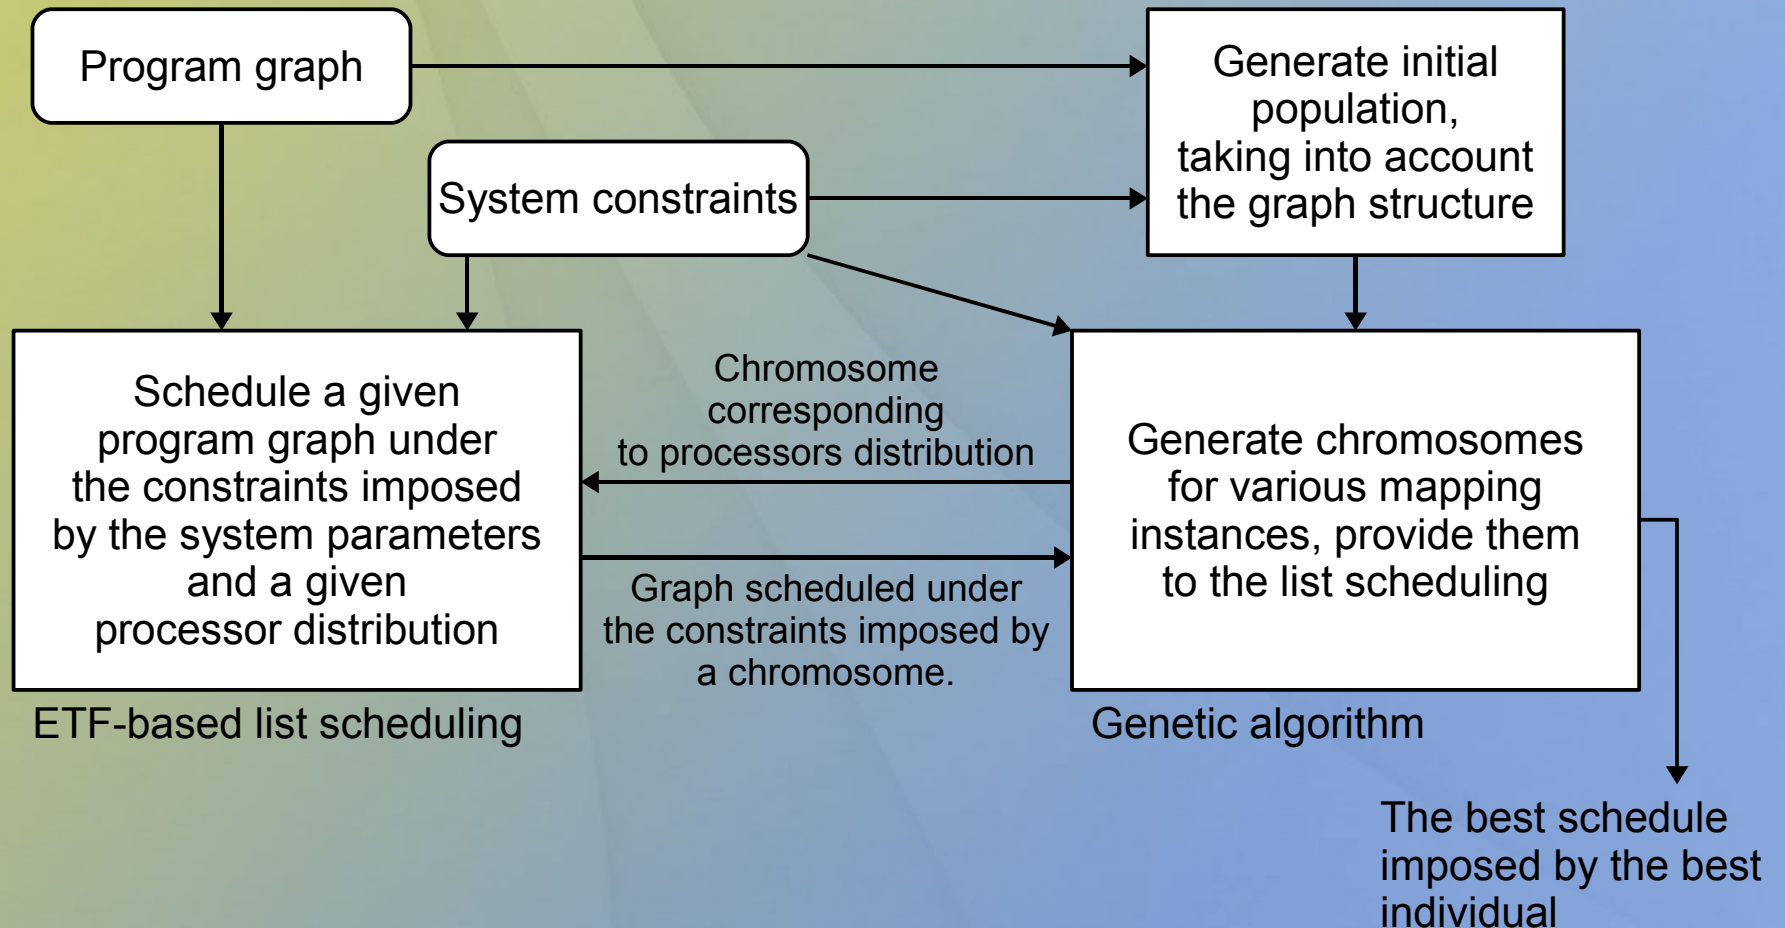 Program graph
Generate initial
population,
taking into account
the graph structure
System constraints
Schedule a given
program graph under
the constraints imposed
by the system parameters
and a given
processor distribution
Chromosome
corresponding
to processors distribution
Graph scheduled under
the constraints imposed by
a chromosome.
Generate chromosomes
for various mapping
instances, provide them
to the list scheduling
ETF-based list scheduling
Genetic algorithm
The best schedule
imposed by the best
individual